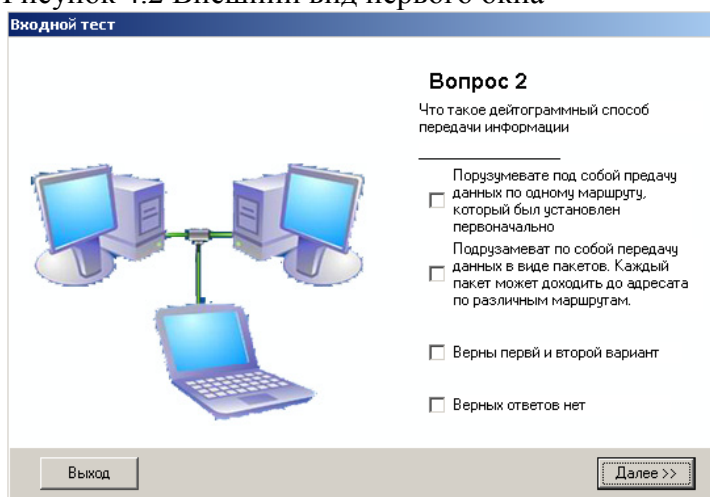 Рисунок 4.2 Внешний вид первого окна
Входной тест
Вопрос 2
Что такое дейтограммный способ
передачи информации
Порузумевате под собой предачу
данных по одному маршруту,
который был установлен
первоначально
Подрузамеват по собой передачу
данных в виде пакетов. Каждый
пакет может доходить до адресата
по различным маршрутам.
Верны первй и второй вариант
Верных ответов нет
Выход
Далее >>